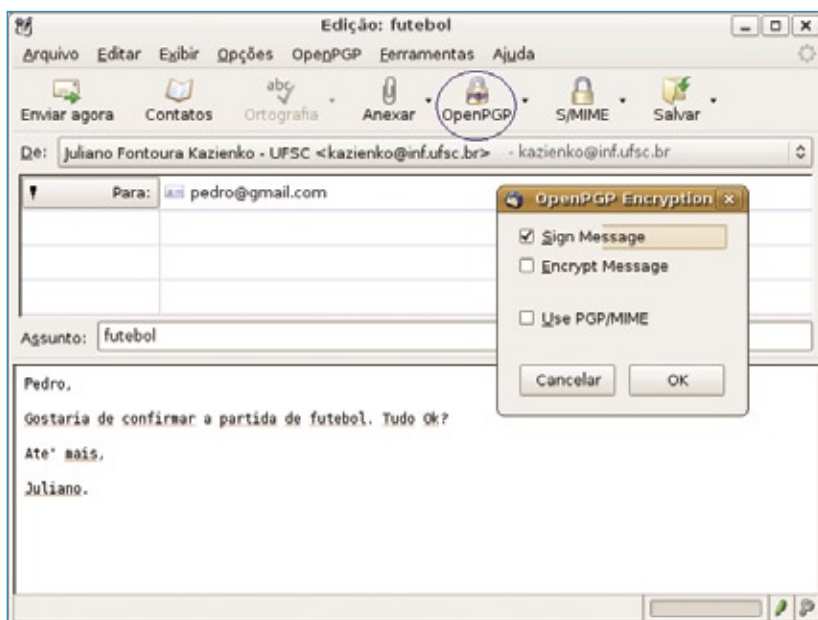 Edição: futebol
Arquivo Editar Exibir Opções OpenPGP Ferramentas Ajuda
Enviar agora Contatos Ortografia Anexar OpenPGP S/MIME Salvar
De: Juliano Fontoura Kazienko - UFSC <kazienko@inf.ufsc.br> - kazienko@inf.ufsc.br
Para: pedro@gmail.com
OpenPGP Encryption
Sign Message
Encrypt Message
Use PGP/MIME
Cancelar OK
Assunto: futebol
Pedro,
Gostaria de confirmar a partida de futebol. Tudo Ok?
Ate' mais,
Juliano.